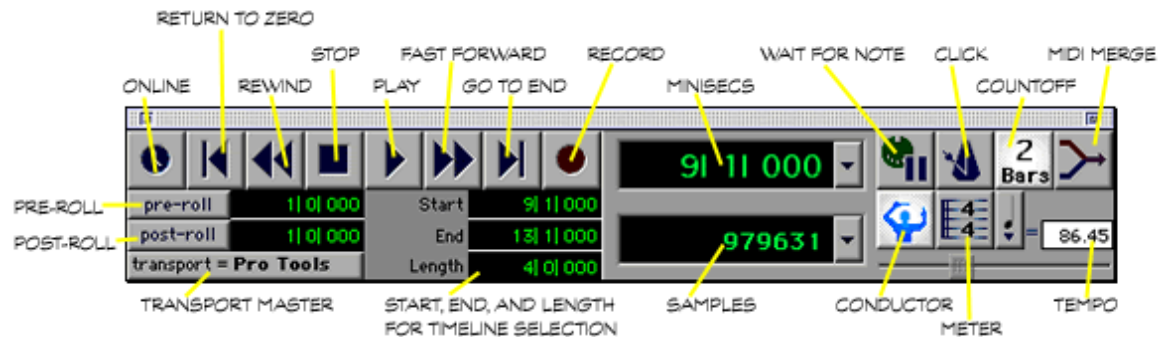 RETURN TO ZERO
STOP FAST FORWARD RECORD WAIT FOR NOTE CLICK MIDI MERGE
ONLINE REWIND PLAY GO TO END MINISECS COUNTOFF
9| 1| 000
2
Bars
PRE-ROLL pre-roll 1| 0| 000 Start 9| 1| 000
4
4
POST-ROLL post-roll 1| 0| 000 End 13| 1| 000 979631 = 86.45
transport = Pro Tools Length 4| 0| 000
TRANSPORT MASTER START, END, AND LENGTH SAMPLES CONDUCTOR TEMPO
FOR TIMELINE SELECTION METER